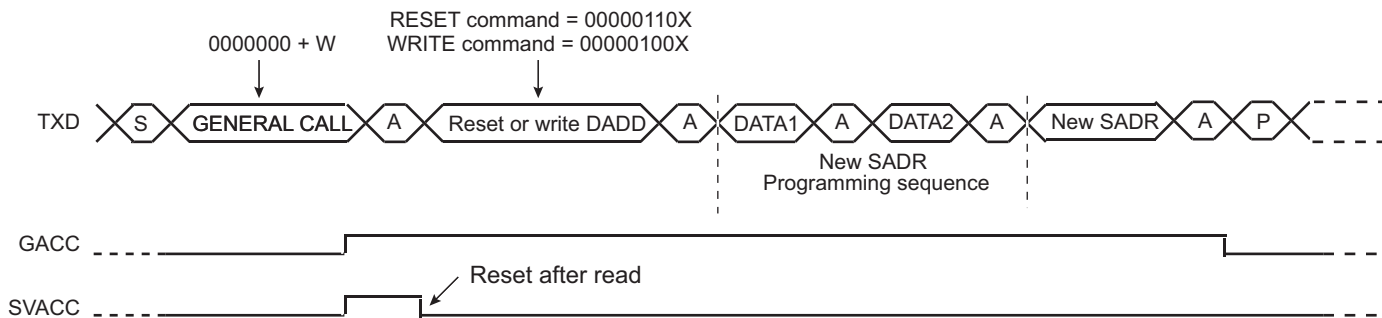 RESET command = 00000110X
0000000 + W
WRITE command = 00000100X
TXD
S
GENERAL CALL
A
Reset or write DADD
A
DATA1
A
DATA2
A
New SADR
A
P
New SADR
Programming sequence
GACC
Reset after read
SVACC